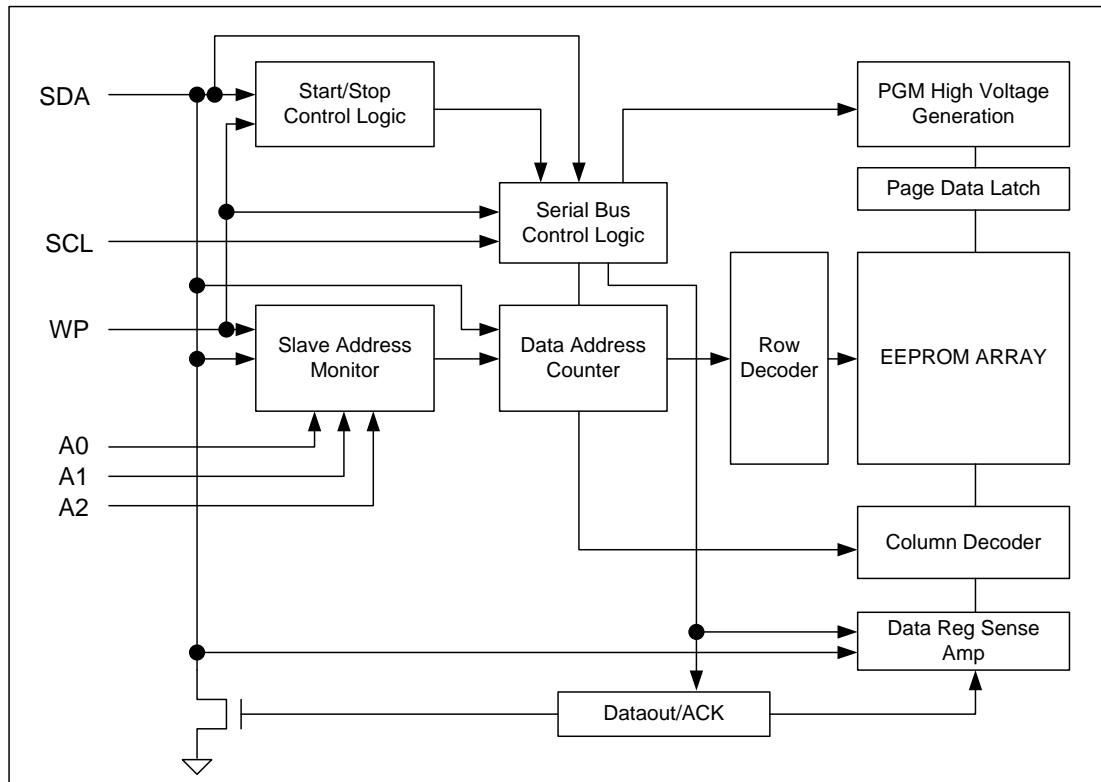 SDA
Start/Stop
Control Logic
PGM High Voltage
Generation
Page Data Latch
Serial Bus
Control Logic
SCL
WP
Slave Address
Monitor
Data Address
Counter
Row
Decoder
EEPROM ARRAY
A0
A1
A2
Column Decoder
Data Reg Sense
Amp
Dataout/ACK